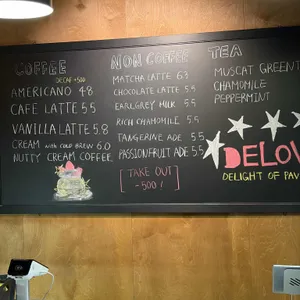 COFFEE
DECAF +500
AMERICANO 4.8
CAFE LATTE 5.5
VANILLA LATTE 5.8
CREAM WITH COLD BREW 6.0
NUTTY CREAM COFFEE
NON COFFEE
MATCHA LATTE 6.3
CHOCOLATE LATTE 5.5
EARLGREY MILK 5.5
RICH CHAMOMILE 5.5
TANGERINE ADE 5.5
PASSIONFRUIT ADE 5.5
[TAKE OUT
-500!]
TEA
MUSCAT GREENT
CHAMOMILE
PEPPERMINT
DELO
DELIGHT OF PAV